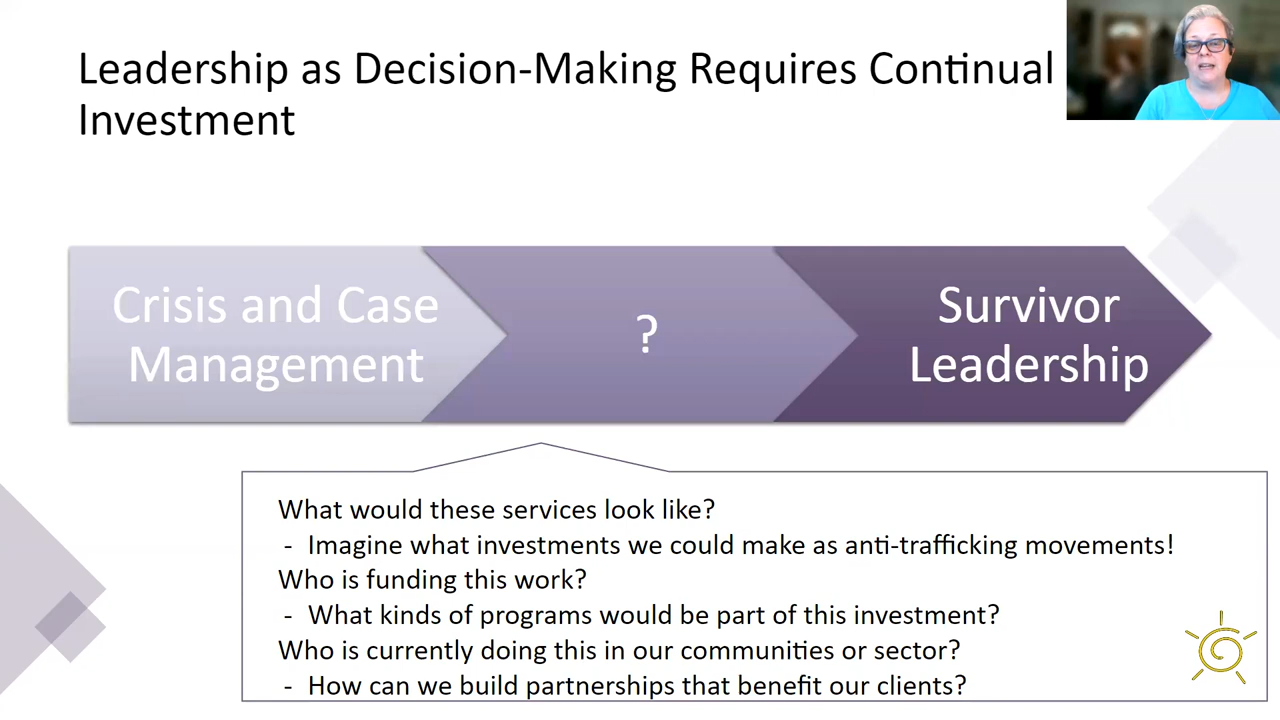 Leadership as Decision-Making Requires Continual
Investment
Crisis and Case
Management
?
Survivor
Leadership
What would these services look like?
- Imagine what investments we could make as anti-trafficking movements!
Who is funding this work?
- What kinds of programs would be part of this investment?
Who is currently doing this in our communities or sector?
- How can we build partnerships that benefit our clients?